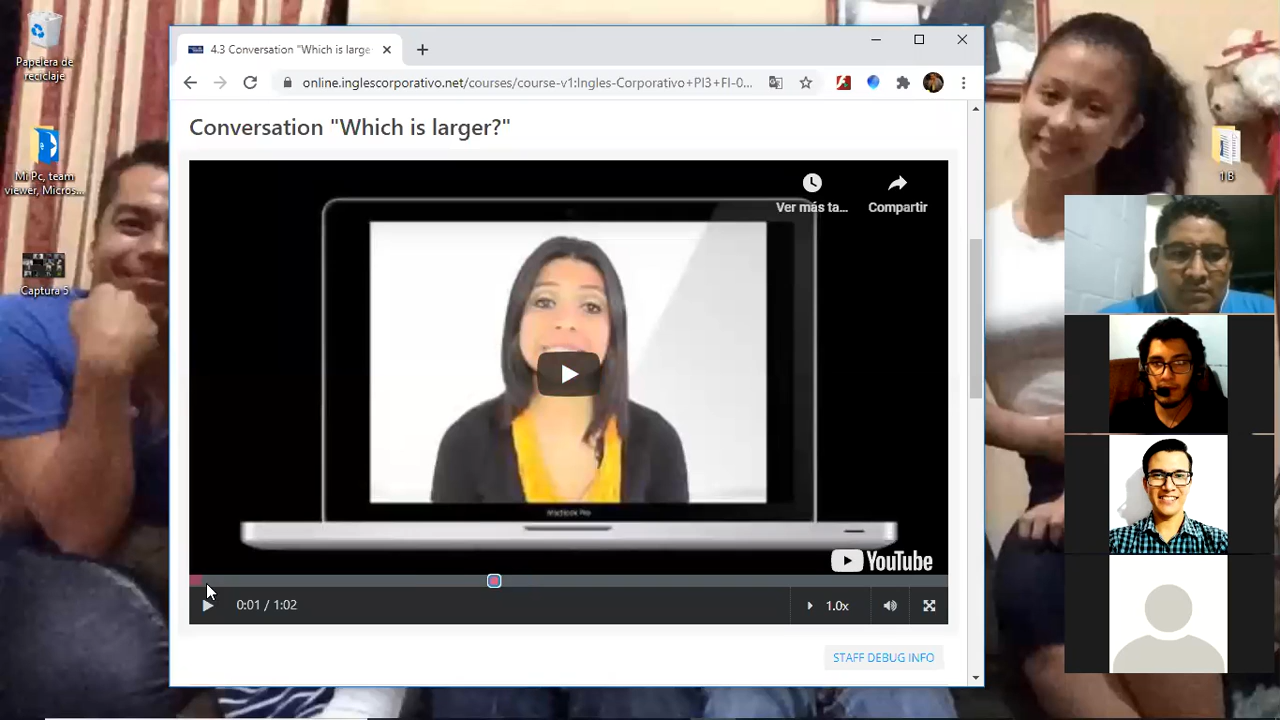 Papelera de
reciclaje
Mi Pc, team
viewer, Micros...
Captura 5
1 B
4.3 Conversation "Which is large
online.inglescorporativo.net/courses/course-v1:Ingles-Corporativo+PI3+FI-0...
Conversation "Which is larger?"
Ver más ta...
Compartir
MacBook Pro
YouTube
0:01 / 1:02
1.0x
STAFF DEBUG INFO